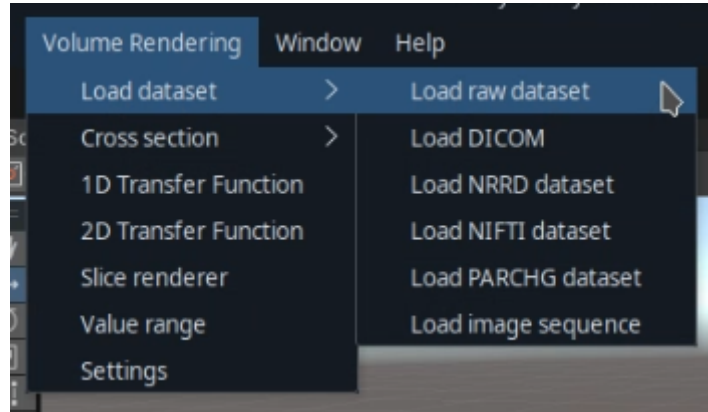 Volume Rendering Window Help
Load dataset
Cross section
1D Transfer Function
2D Transfer Function
Slice renderer
Value range
Settings
Load raw dataset
Load DICOM
Load NRRD dataset
Load NIFTI dataset
Load PARCHG dataset
Load image sequence